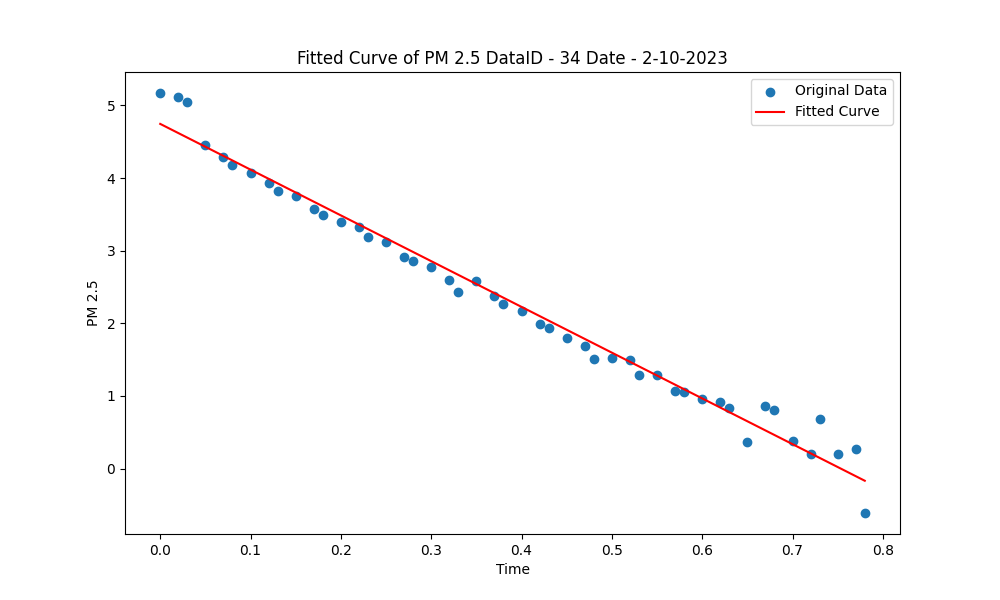 Fitted Curve of PM 2.5 DataID - 34 Date - 2-10-2023
Original Data
Fitted Curve
5
4
3
2
1
0
PM 2.5
0.0 0.1 0.2 0.3 0.4 0.5 0.6 0.7 0.8
Time